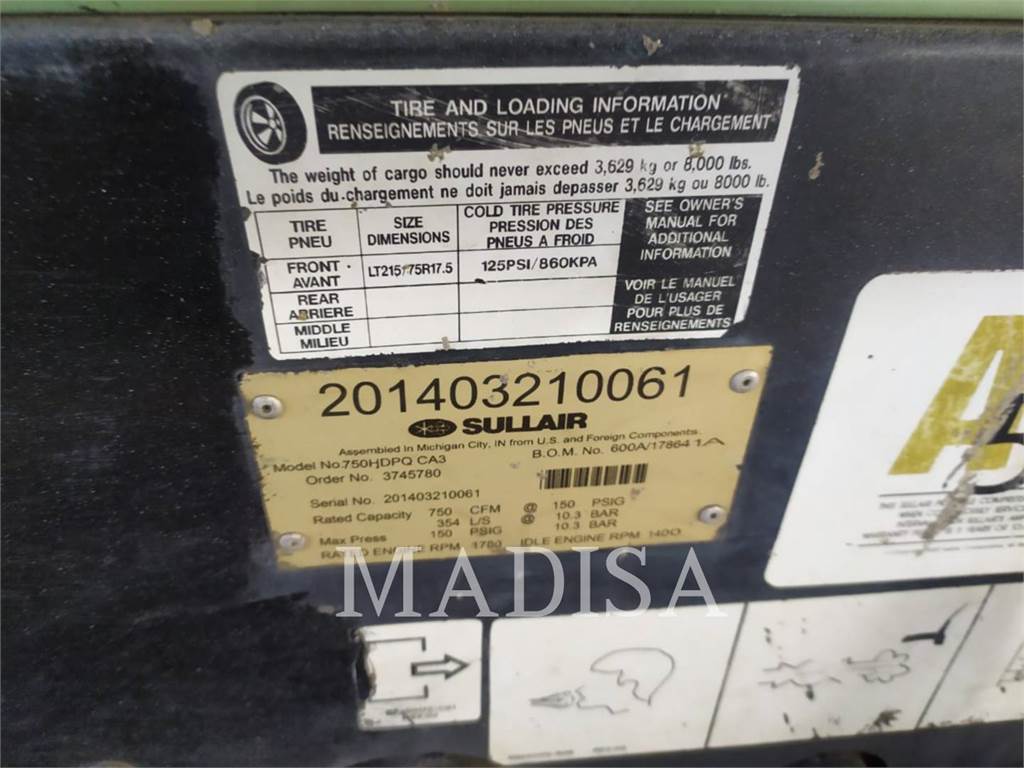 TIRE AND LOADING INFORMATION
RENSEIGNEMENTS SUR LES PNEUS ET LE CHARGEMENT
The weight of cargo should never exceed 3,629 kg or 8,000 lbs.
Le poids du chargement ne doit jamais depasser 3,629 kg ou 8000 lb.
TIRE
PNEU
SIZE
DIMENSIONS
COLD TIRE PRESSURE
PRESSION DES
PNEUS A FROID
SEE OWNER'S
MANUAL FOR
ADDITIONAL
INFORMATION
FRONT
AVANT
LT215/75R17.5
125PSI/860KPA
VOIR LE MANUEL
DE L'USAGER
POUR PLUS DE
RENSEIGNEMENTS
REAR
ARRIERE
MIDDLE
MILIEU
201403210061
SULLAIR
Assembled In Michigan City, IN from U.S. and Foreign Components.
Model No.750HDPQ CA3
B.O.M. No. 600A/17864 1A
Order No. 3745780
Serial No. 201403210061
Rated Capacity 750 CFM @ 150 PSIG
354 L/S @ 10.3 BAR
Max Press 150 PSIG 10.3 BAR
RATED ENGINE RPM 1780 IDLE ENGINE RPM 1400
MADISA